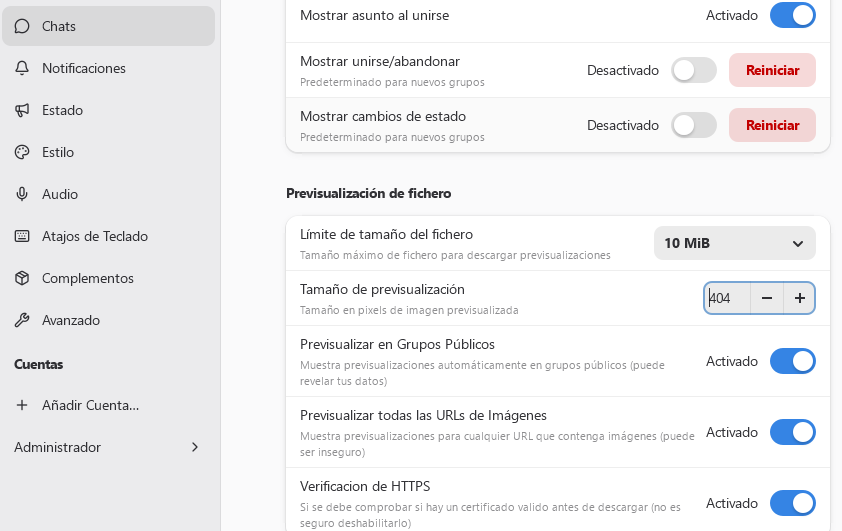 Chats
Notificaciones
Estado
Estilo
Audio
Atajos de Teclado
Complementos
Avanzado
Cuentas
Añadir Cuenta...
Administrador
Mostrar asunto al unirse
Activado
Mostrar unirse/abandonar
Predeterminado para nuevos grupos
Desactivado
Reiniciar
Mostrar cambios de estado
Predeterminado para nuevos grupos
Desactivado
Reiniciar
Previsualización de fichero
Límite de tamaño del fichero
Tamaño máximo de fichero para descargar previsualizaciones
10 MiB
Tamaño de previsualización
Tamaño en pixels de imagen previsualizada
404
Previsualizar en Grupos Públicos
Muestra previsualizaciones automáticamente en grupos públicos (puede
revelar tus datos)
Activado
Previsualizar todas las URLs de Imágenes
Muestra previsualizaciones para cualquier URL que contenga imágenes (puede
ser inseguro)
Activado
Verificacion de HTTPS
Si se debe comprobar si hay un certificado valido antes de descargar (no es
seguro deshabilitarlo)
Activado